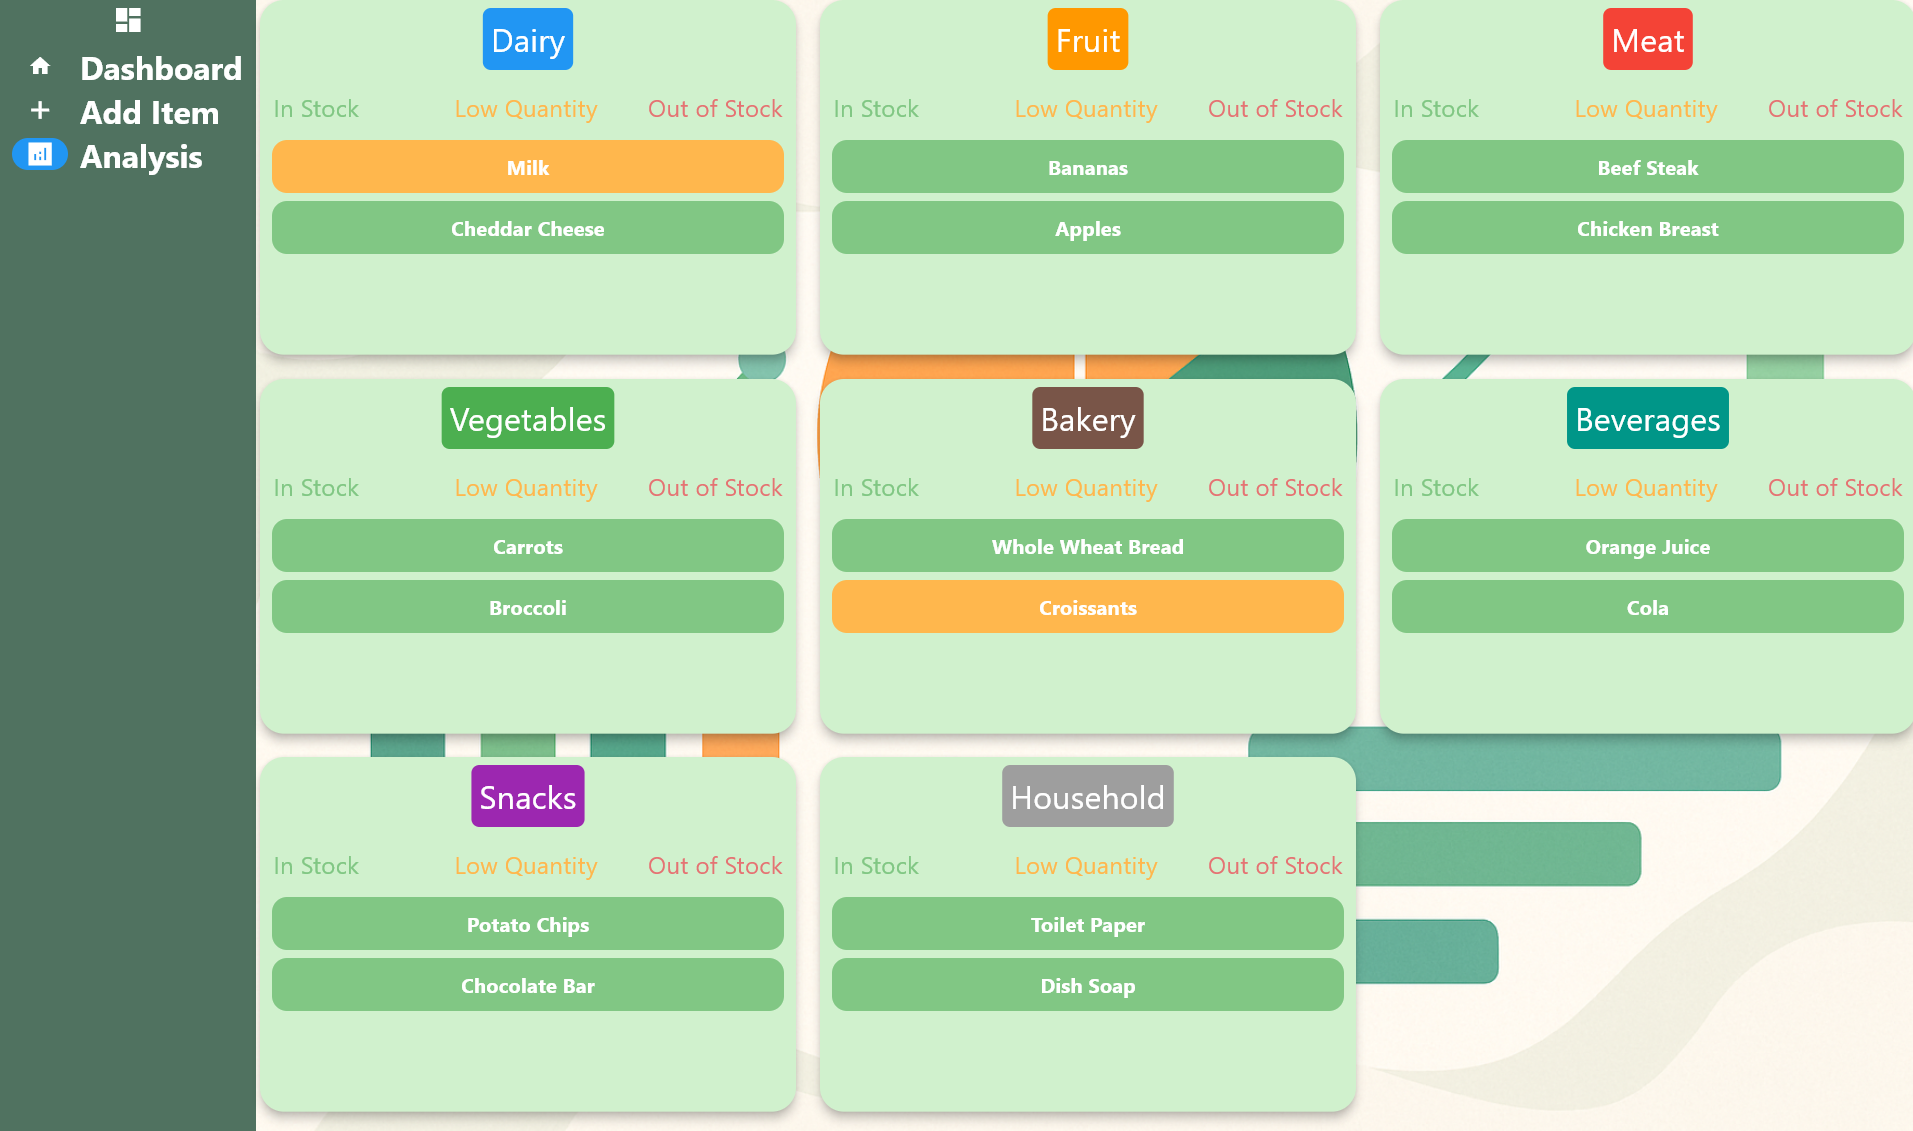 Dashboard
Add Item
Analysis
Dairy
In Stock Low Quantity Out of Stock
Milk
Cheddar Cheese
Fruit
In Stock Low Quantity Out of Stock
Bananas
Apples
Meat
In Stock Low Quantity Out of Stock
Beef Steak
Chicken Breast
Vegetables
In Stock Low Quantity Out of Stock
Carrots
Broccoli
Bakery
In Stock Low Quantity Out of Stock
Whole Wheat Bread
Croissants
Beverages
In Stock Low Quantity Out of Stock
Orange Juice
Cola
Snacks
In Stock Low Quantity Out of Stock
Potato Chips
Chocolate Bar
Household
In Stock Low Quantity Out of Stock
Toilet Paper
Dish Soap